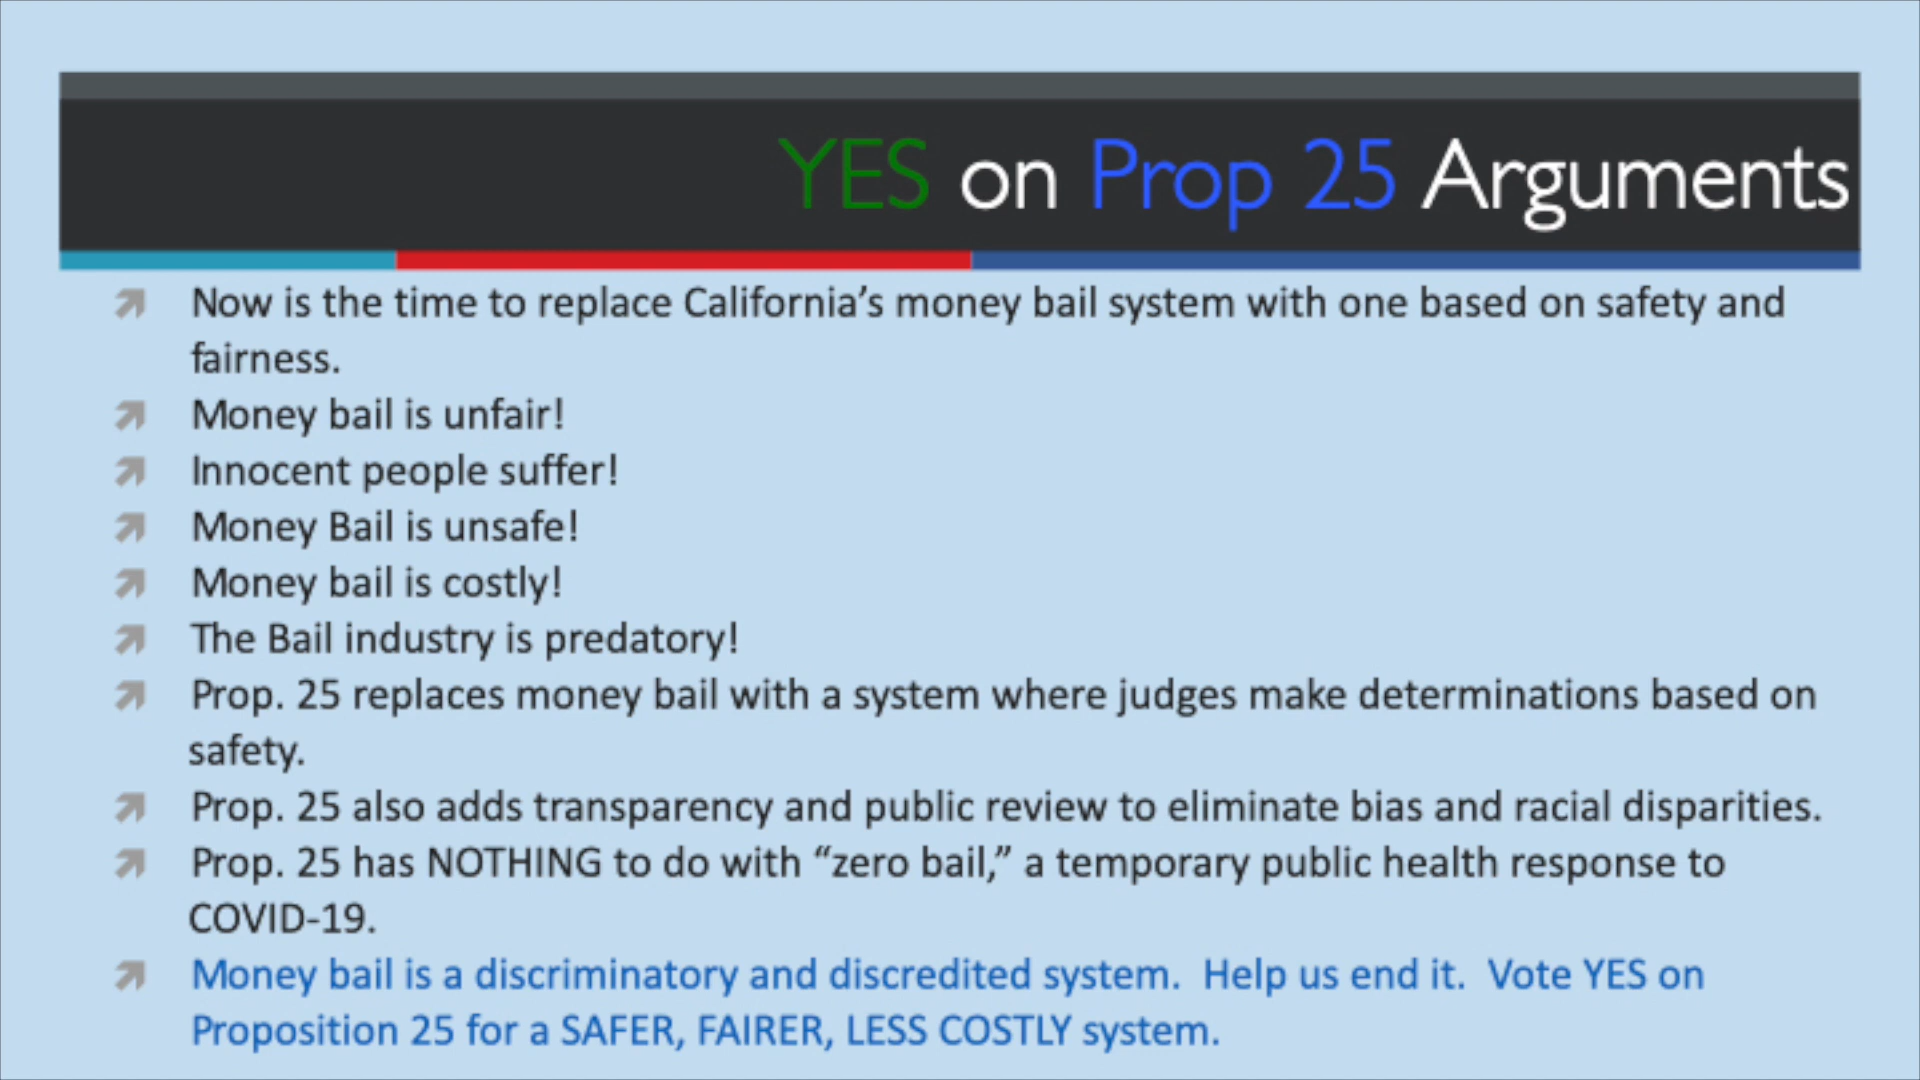 YES on Prop 25 Arguments
Now is the time to replace California’s money bail system with one based on safety and
fairness.
Money bail is unfair!
Innocent people suffer!
Money Bail is unsafe!
Money bail is costly!
The Bail industry is predatory!
Prop. 25 replaces money bail with a system where judges make determinations based on
safety.
Prop. 25 also adds transparency and public review to eliminate bias and racial disparities.
Prop. 25 has NOTHING to do with “zero bail,” a temporary public health response to
COVID-19.
Money bail is a discriminatory and discredited system.  Help us end it.  Vote YES on
Proposition 25 for a SAFER, FAIRER, LESS COSTLY system.